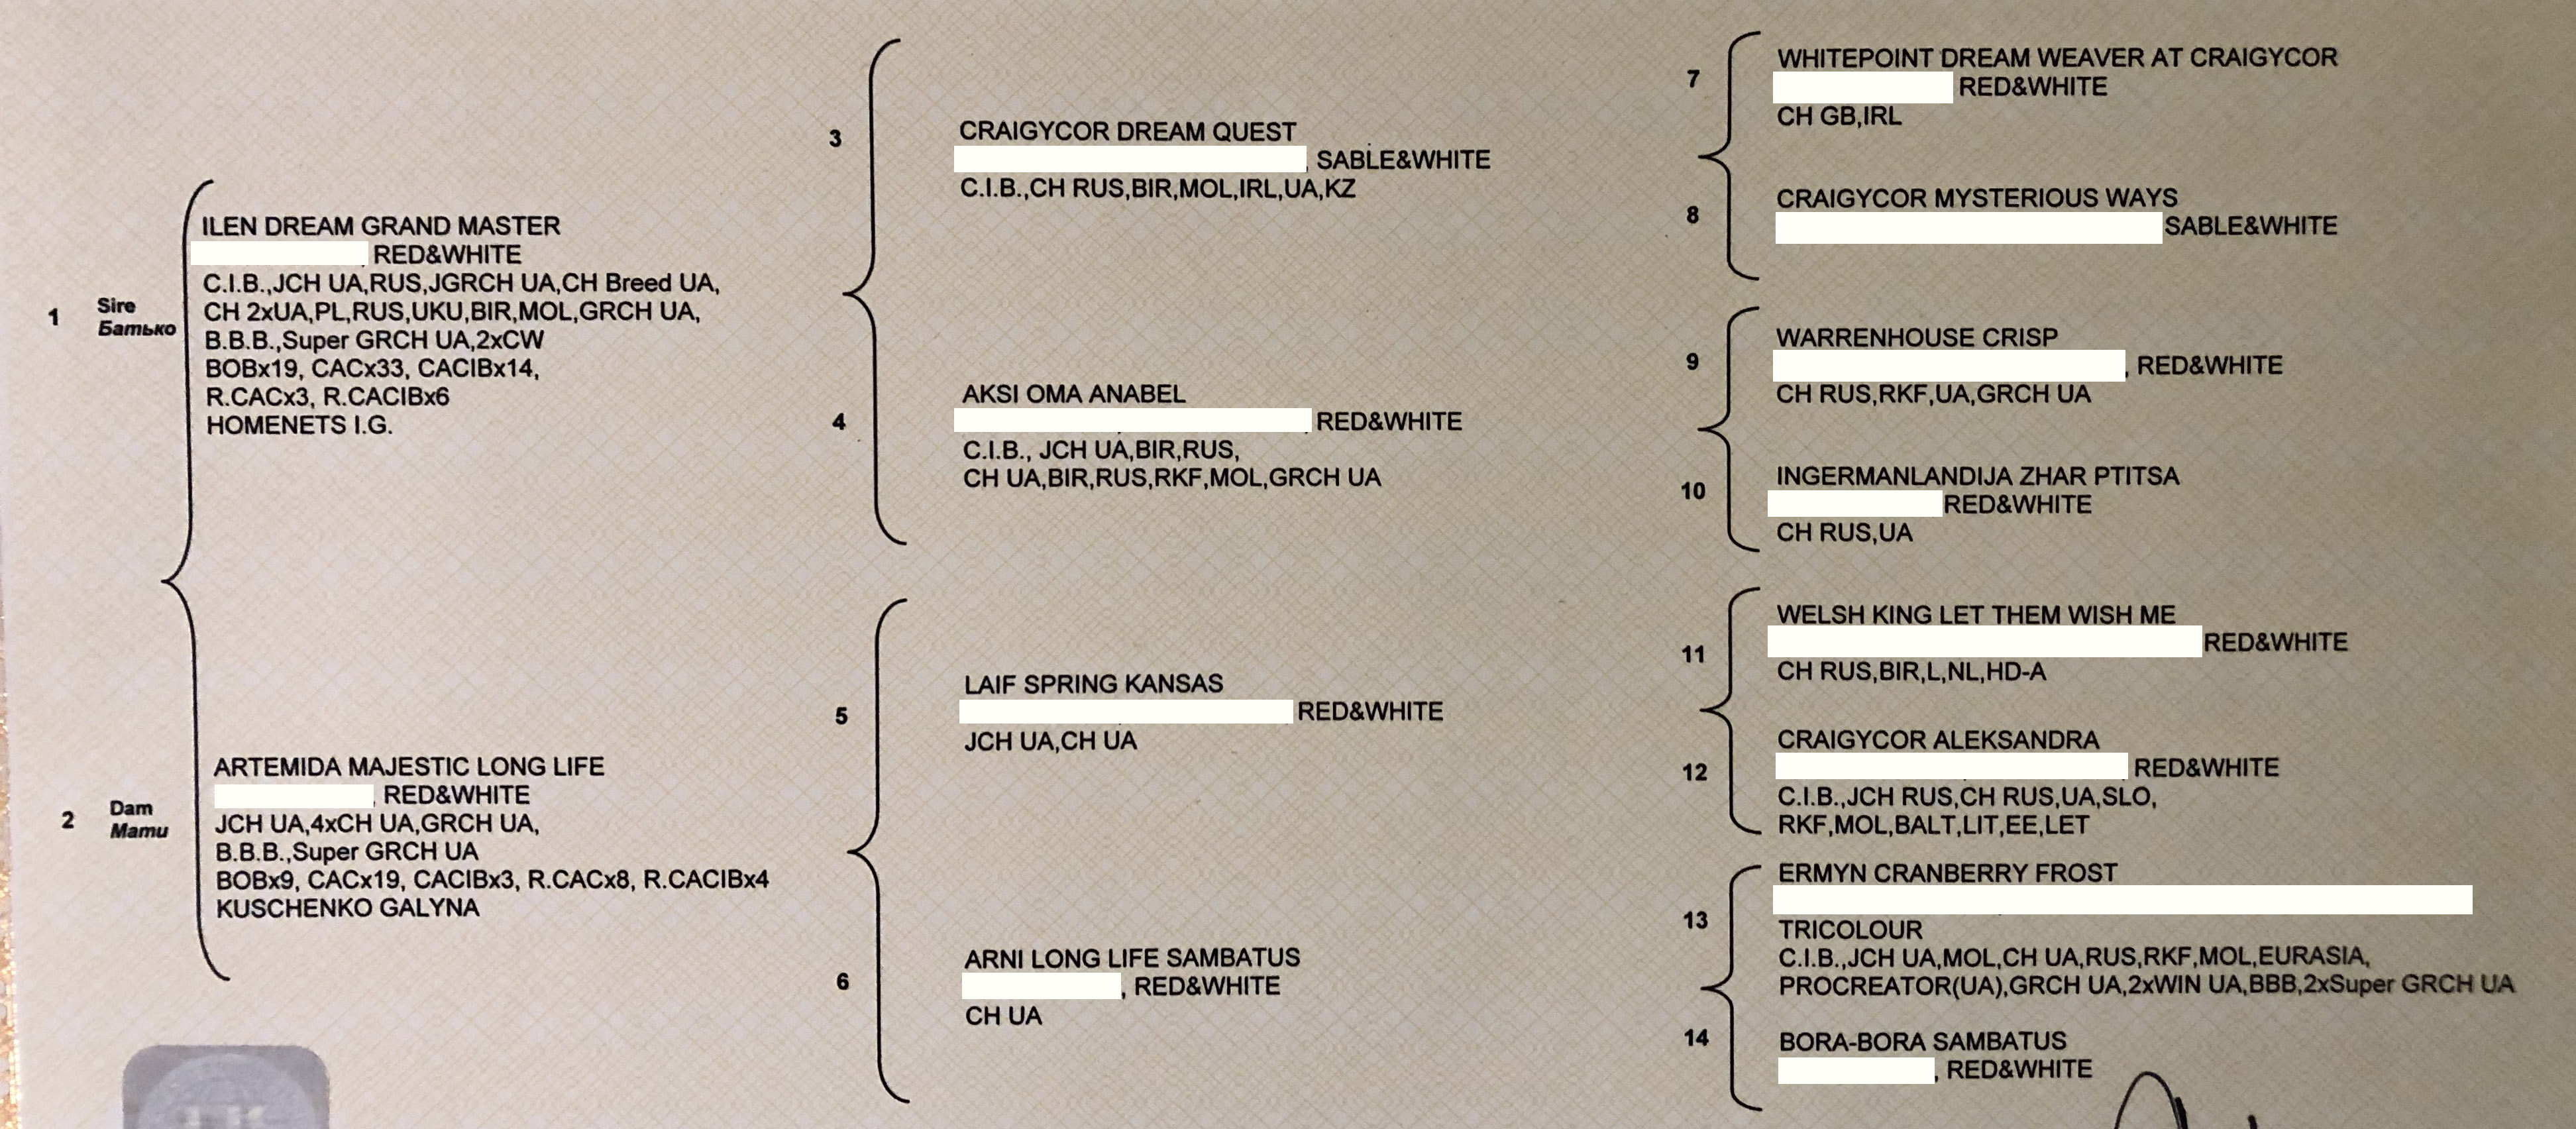 1
Sire
Батько
ILEN DREAM GRAND MASTER
RED&WHITE
C.I.B.,JCH UA,RUS,JGRCH UA,CH Breed UA,
CH 2xUA,PL,RUS,UKU,BIR,MOL,GRCH UA,
B.B.B.,Super GRCH UA,2xCW
BOBx19, CACx33, CACIBx14,
R.CACx3, R.CACIBx6
HOMENETS I.G.
2
Dam
Мати
ARTEMIDA MAJESTIC LONG LIFE
, RED&WHITE
JCH UA,4xCH UA,GRCH UA,
B.B.B.,Super GRCH UA
BOBx9, CACx19, CACIBx3, R.CACx8, R.CACIBx4
KUSCHENKO GALYNA
3
CRAIGYCOR DREAM QUEST
, SABLE&WHITE
C.I.B.,CH RUS,BIR,MOL,IRL,UA,KZ
4
AKSI OMA ANABEL
RED&WHITE
C.I.B., JCH UA,BIR,RUS,
CH UA,BIR,RUS,RKF,MOL,GRCH UA
5
LAIF SPRING KANSAS
RED&WHITE
JCH UA,CH UA
6
ARNI LONG LIFE SAMBATUS
, RED&WHITE
CH UA
7
WHITEPOINT DREAM WEAVER AT CRAIGYCOR
RED&WHITE
CH GB,IRL
8
CRAIGYCOR MYSTERIOUS WAYS
SABLE&WHITE
9
WARRENHOUSE CRISP
, RED&WHITE
CH RUS,RKF,UA,GRCH UA
10
INGERMANLANDIJA ZHAR PTITSA
RED&WHITE
CH RUS,UA
11
WELSH KING LET THEM WISH ME
RED&WHITE
CH RUS,BIR,L,NL,HD-A
12
CRAIGYCOR ALEKSANDRA
RED&WHITE
C.I.B.,JCH RUS,CH RUS,UA,SLO,
RKF,MOL,BALT,LIT,EE,LET
13
ERMYN CRANBERRY FROST
TRICOLOUR
C.I.B.,JCH UA,MOL,CH UA,RUS,RKF,MOL,EURASIA,
PROCREATOR(UA),GRCH UA,2xWIN UA,BBB,2xSuper GRCH UA
14
BORA-BORA SAMBATUS
, RED&WHITE